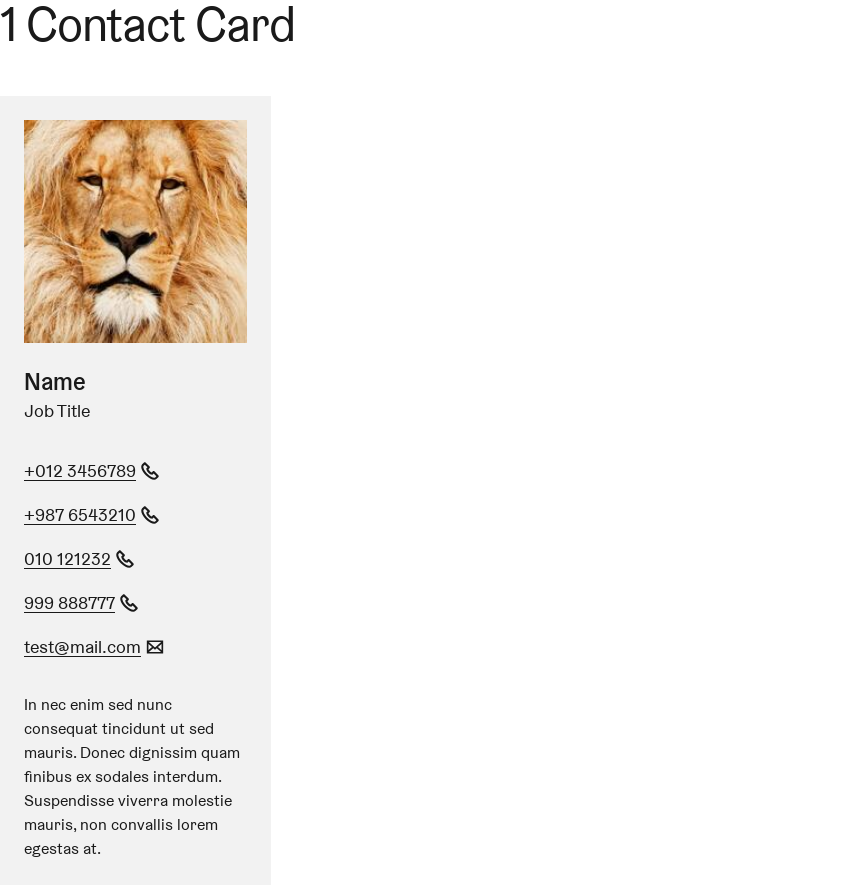 1 Contact Card
Name
Job Title
+012 3456789
+987 6543210
010 121232
999 888777
test@mail.com
In nec enim sed nunc
consequat tincidunt ut sed
mauris. Donec dignissim quam
finibus ex sodales interdum.
Suspendisse viverra molestie
mauris, non convallis lorem
egestas at.